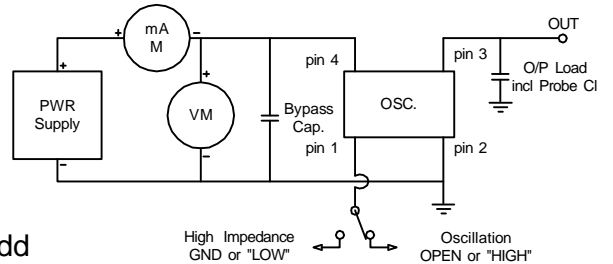 mA
M
+
-
OUT
+
+
pin 4
pin 3
O/P Load
incl Probe Cl
PWR
Supply
VM
Bypass
Cap.
OSC.
pin 1
pin 2
-
-
dd
High Impedance
GND or "LOW"
Oscillation
OPEN or "HIGH"